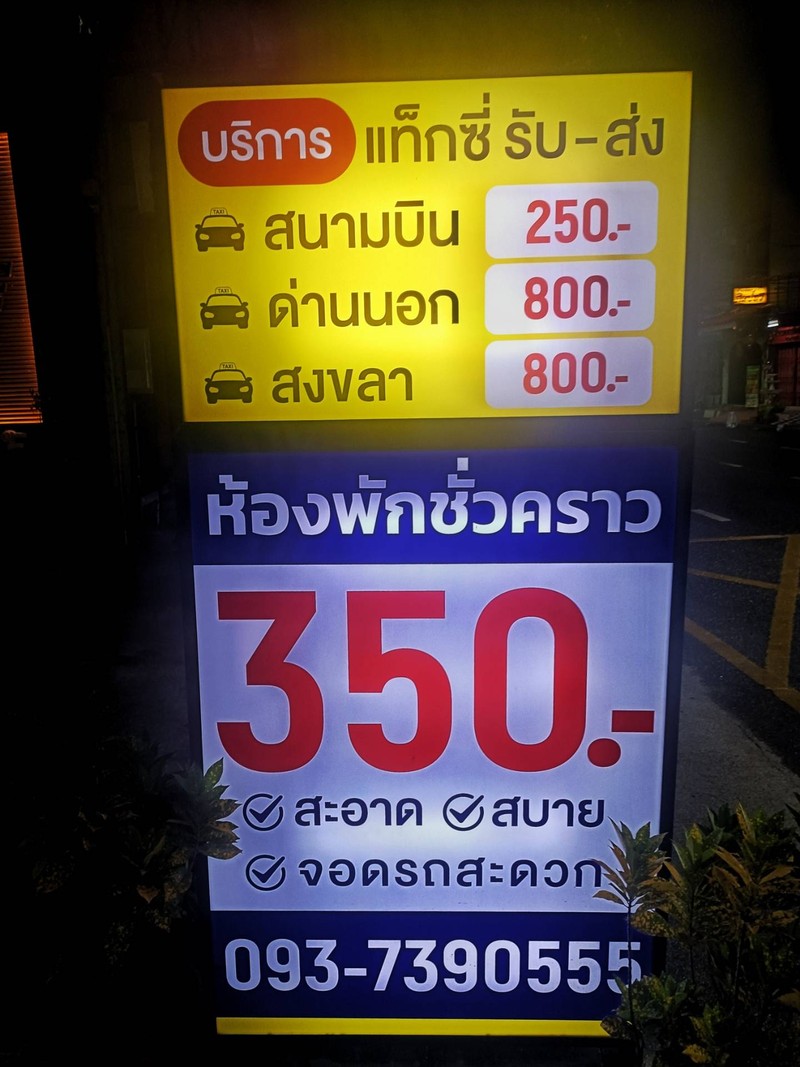 บริการ แท็กซี่ รับ-ส่ง
TAXI สนามบิน 250.-
TAXI ด่านนอก 800.-
TAXI สงขลา 800.-
ห้องพักชั่วคราว
350.-
สะอาด สบาย
จอดรถสะดวก
093-7390555